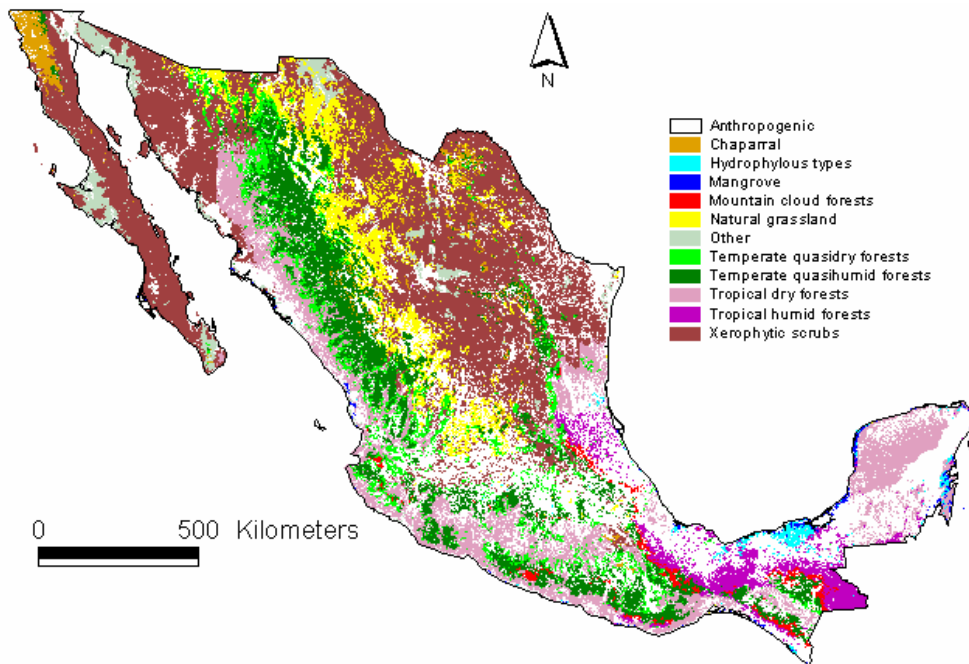 N
Anthropogenic
Chaparral
Hydrophylous types
Mangrove
Mountain cloud forests
Natural grassland
Other
Temperate quasidry forests
Temperate quasihumid forests
Tropical dry forests
Tropical humid forests
Xerophytic scrubs
0 500 Kilometers